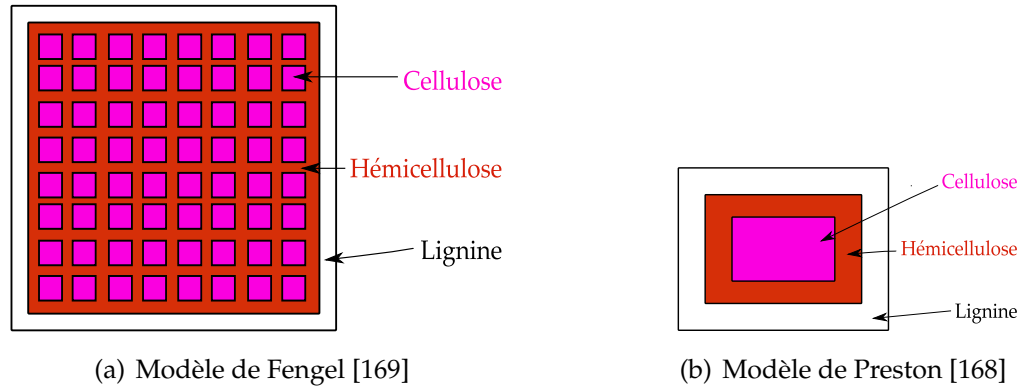 Cellulose
Hémicellulose
Lignine
(a) Modèle de Fengel [169]
Cellulose
Hémicellulose
Lignine
(b) Modèle de Preston [168]